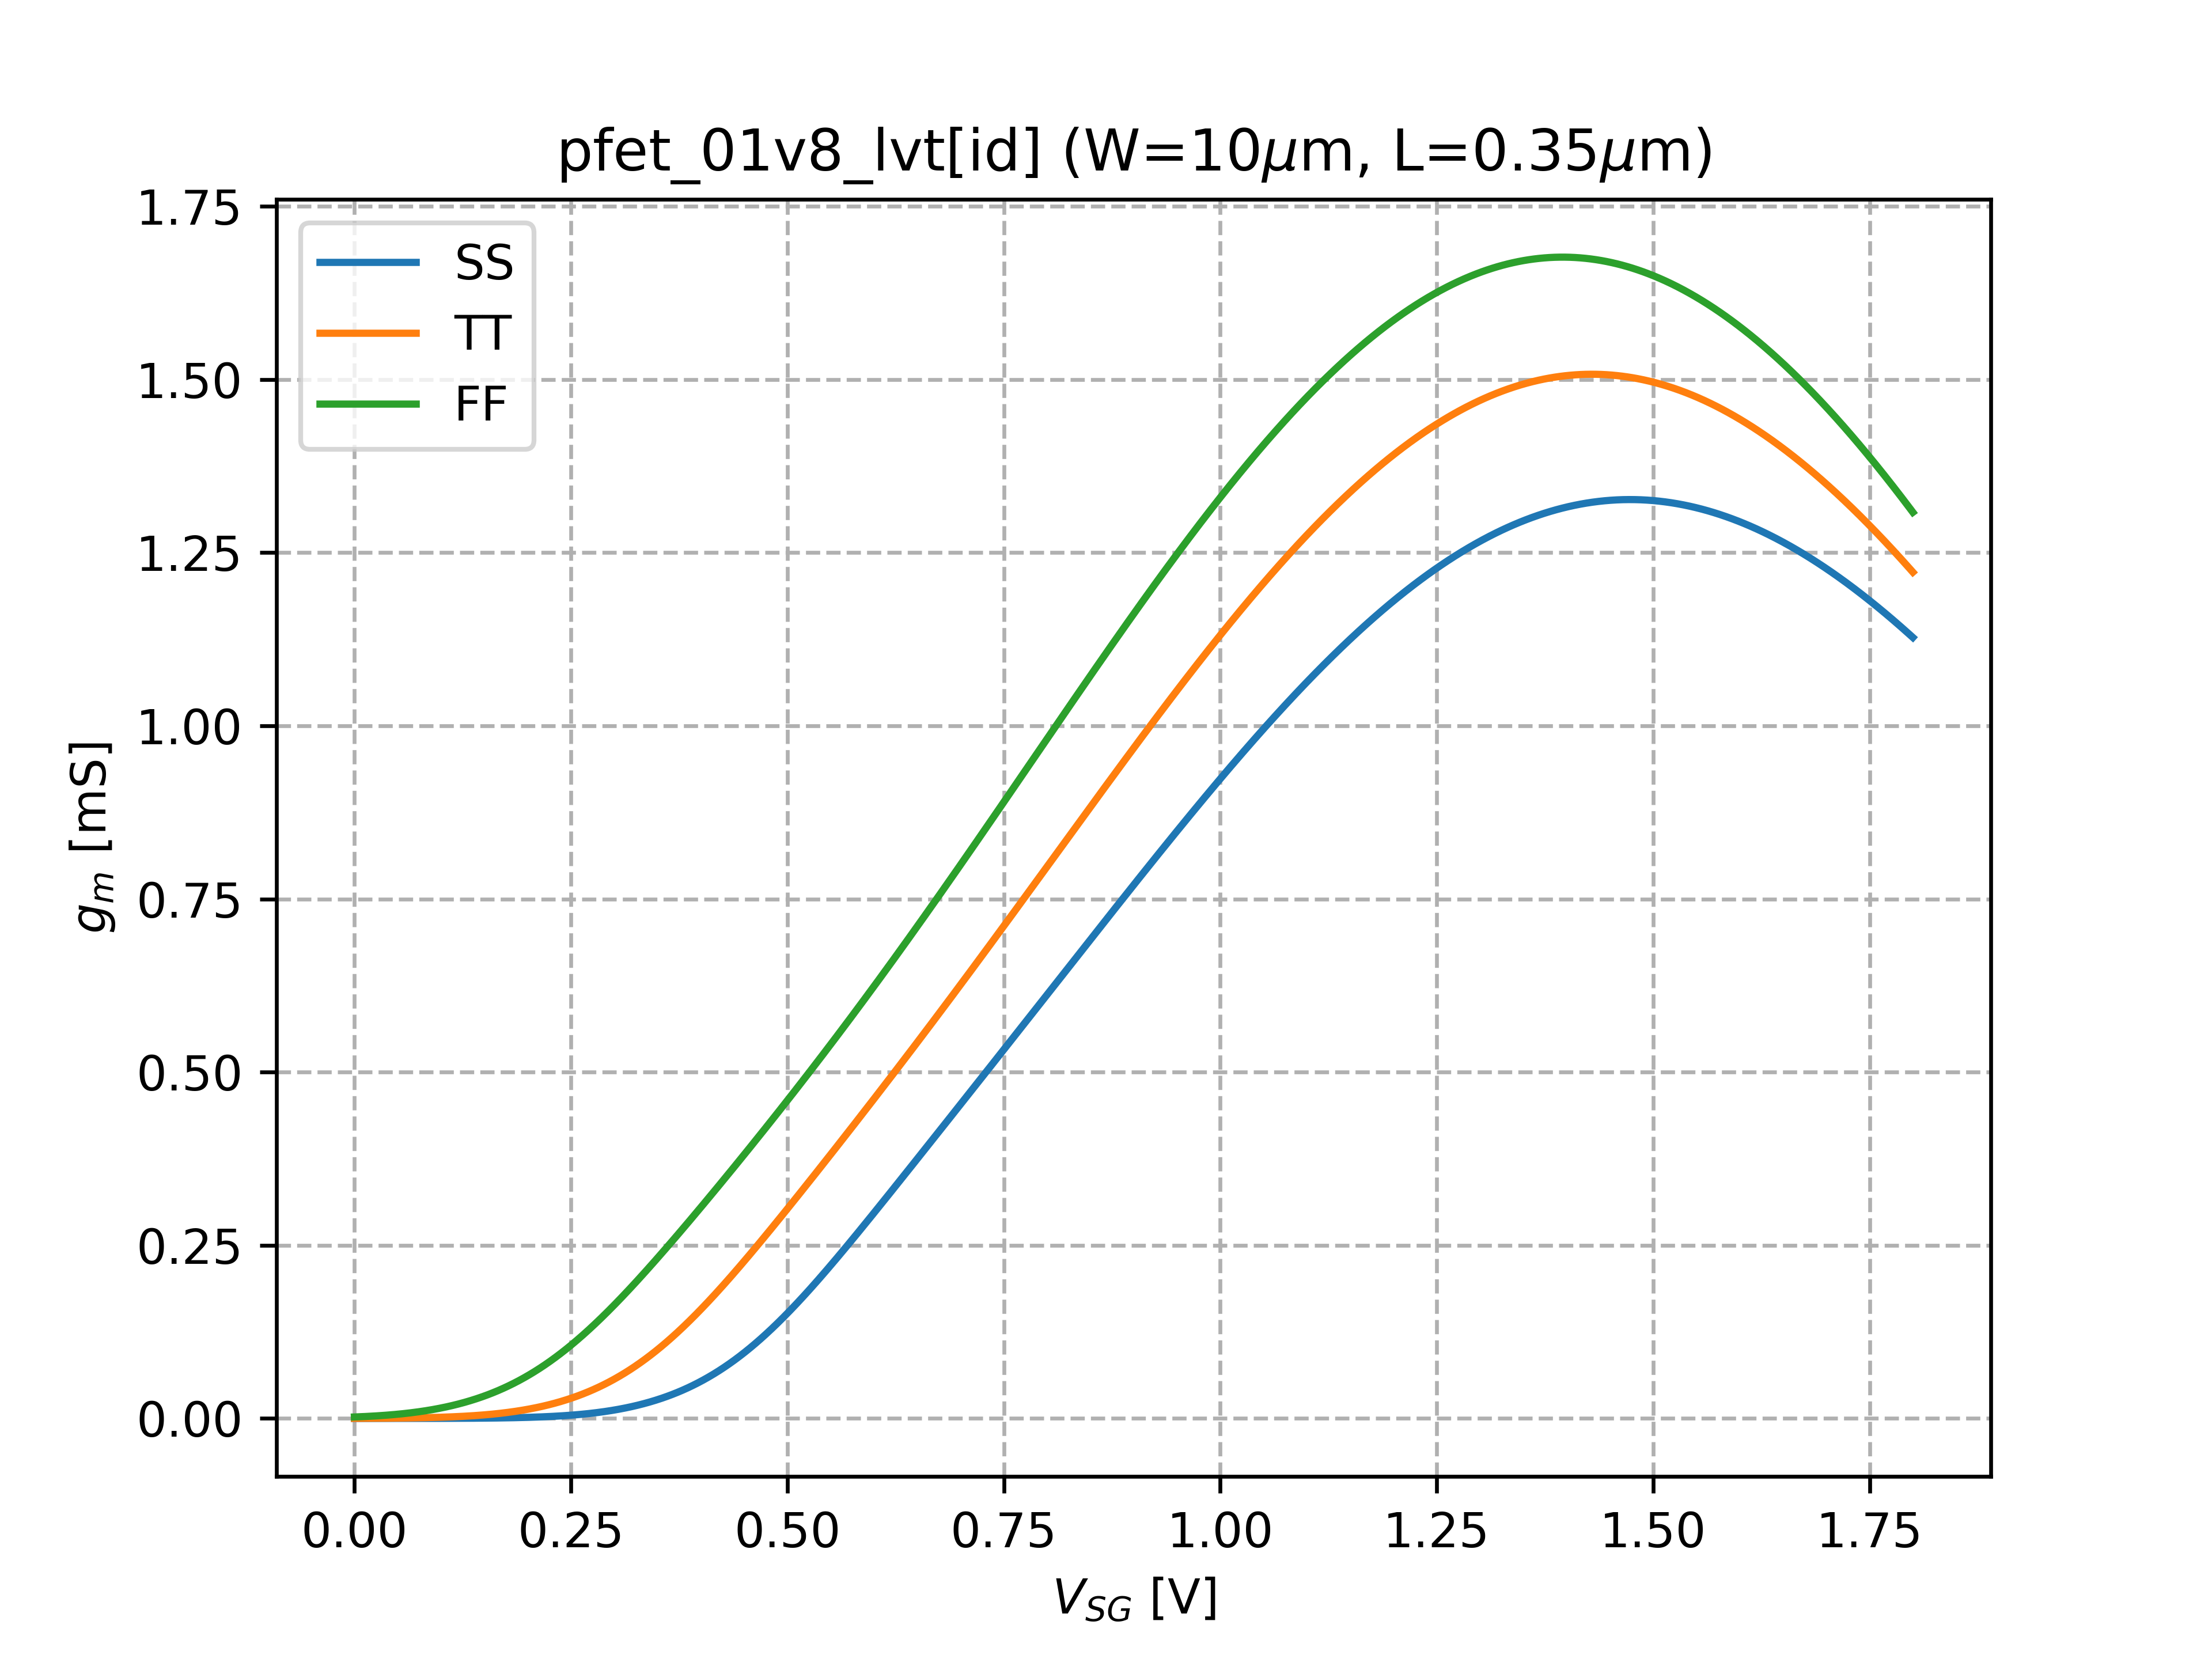 pfet_01v8_lvt[id] (W=10μm, L=0.35μm)
SS
TT
FF
1.75
1.50
1.25
1.00
0.75
0.50
0.25
0.00
g_m [mS]
0.00 0.25 0.50 0.75 1.00 1.25 1.50 1.75
V_SG [V]